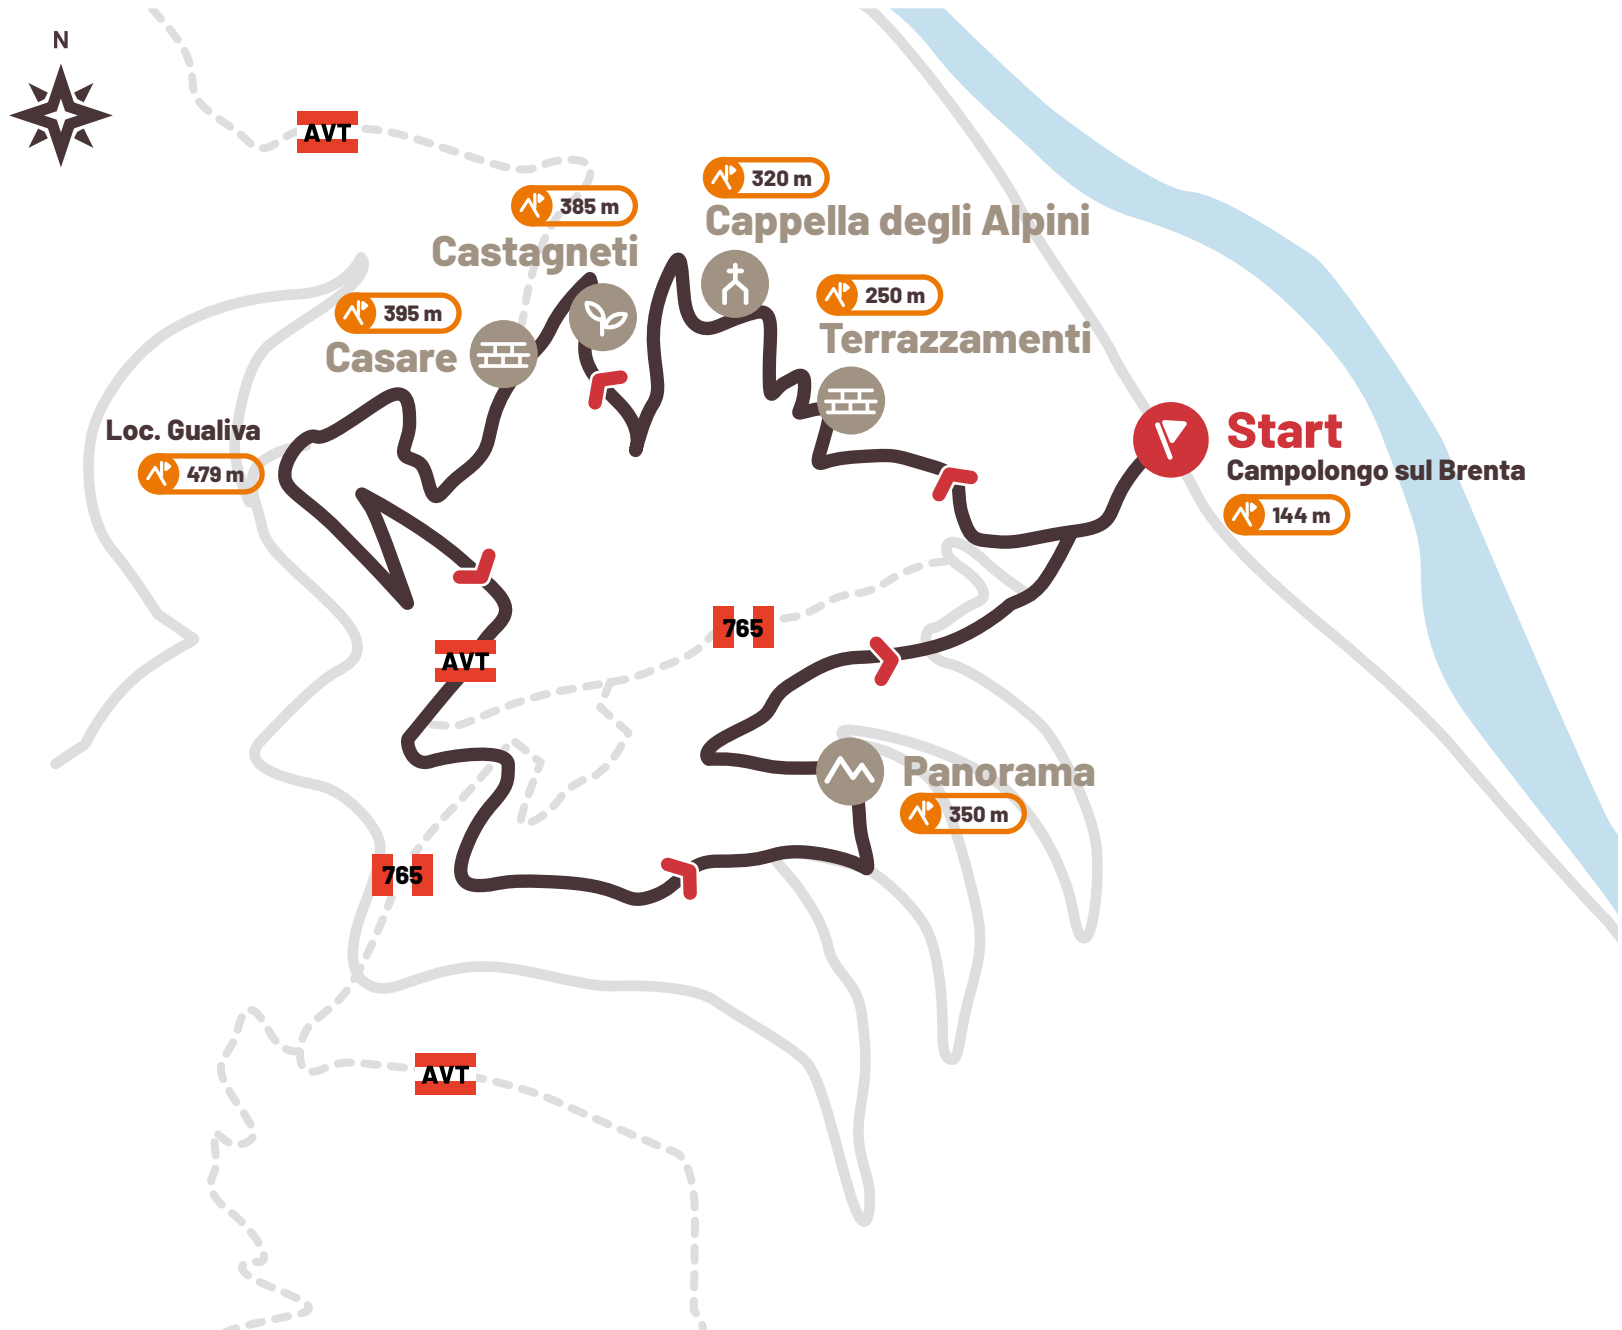 N
AVT
320 m
Cappella degli Alpini
385 m
Castagneti
250 m
Terrazzamenti
395 m
Casare
Loc. Gualiva
479 m
Start
Campolongo sul Brenta
144 m
765
AVT
Panorama
350 m
765
AVT